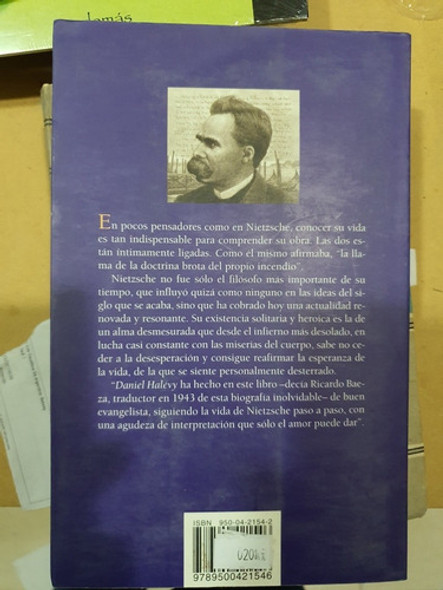 Jamás
En pocos pensadores como en Nietzsche, conocer su vida
es tan indispensable para comprender su obra. Las dos es-
tán íntimamente ligadas. Como el mismo afirmaba, "la lla-
ma de la doctrina brota del propio incendio".
Nietzsche no fue sólo el filósofo más importante de su
tiempo, que influyó quizá como ninguno en las ideas del si-
glo que se acaba, sino que ha cobrado hoy una actualidad re-
novada y resonante. Su existencia solitaria y heroica es la de
un alma desmesurada que desde el infierno más desolado, en
lucha casi constante con las miserias del cuerpo, sabe no ce-
der a la desesperación y consigue reafirmar la esperanza de
la vida, de la que se siente personalmente desterrado.
"Daniel Halévy ha hecho en este libro –decía Ricardo Bae-
za, traductor en 1943 de esta biografía inolvidable– de buen
evangelista, siguiendo la vida de Nietzsche paso a paso, con
una agudeza de interpretación que sólo el amor puede dar".
ISBN 950-04-2154-2
9789500421546